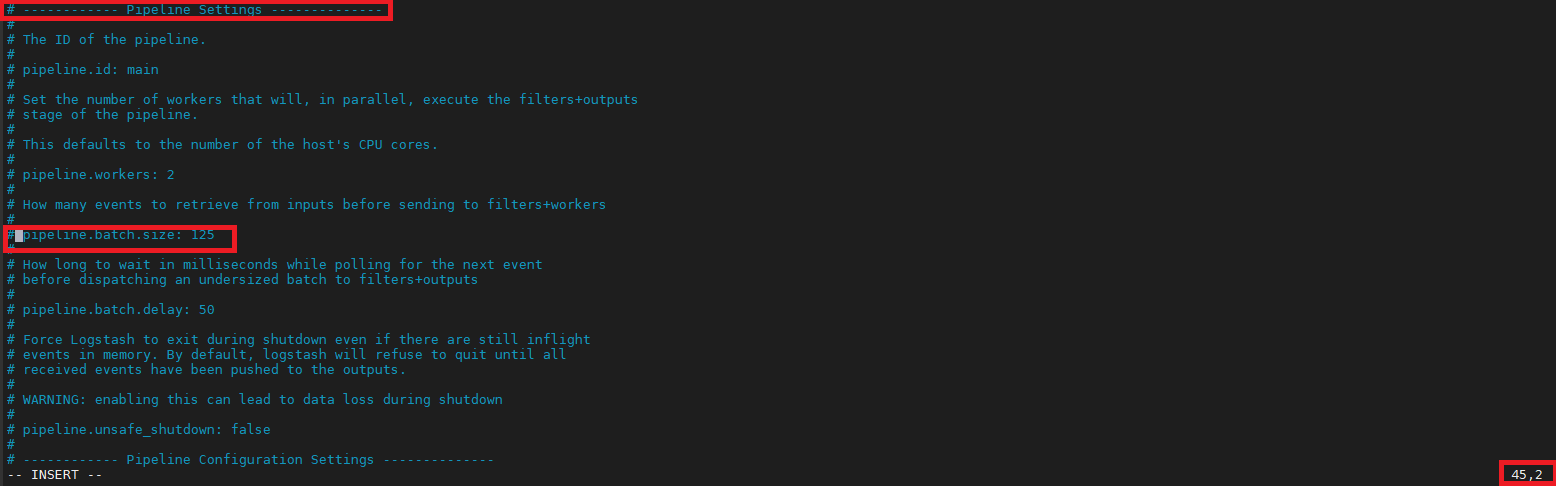 # ------------ Pipeline Settings --------------
#
# The ID of the pipeline.
#
# pipeline.id: main
#
# Set the number of workers that will, in parallel, execute the filters+outputs
# stage of the pipeline.
#
# This defaults to the number of the host's CPU cores.
#
# pipeline.workers: 2
#
# How many events to retrieve from inputs before sending to filters+workers
#
# pipeline.batch.size: 125
#
# How long to wait in milliseconds while polling for the next event
# before dispatching an undersized batch to filters+outputs
#
# pipeline.batch.delay: 50
#
# Force Logstash to exit during shutdown even if there are still inflight
# events in memory. By default, logstash will refuse to quit until all
# received events have been pushed to the outputs.
#
# WARNING: enabling this can lead to data loss during shutdown
#
# pipeline.unsafe_shutdown: false
#
# ------------ Pipeline Configuration Settings --------------
-- INSERT -- 45,2